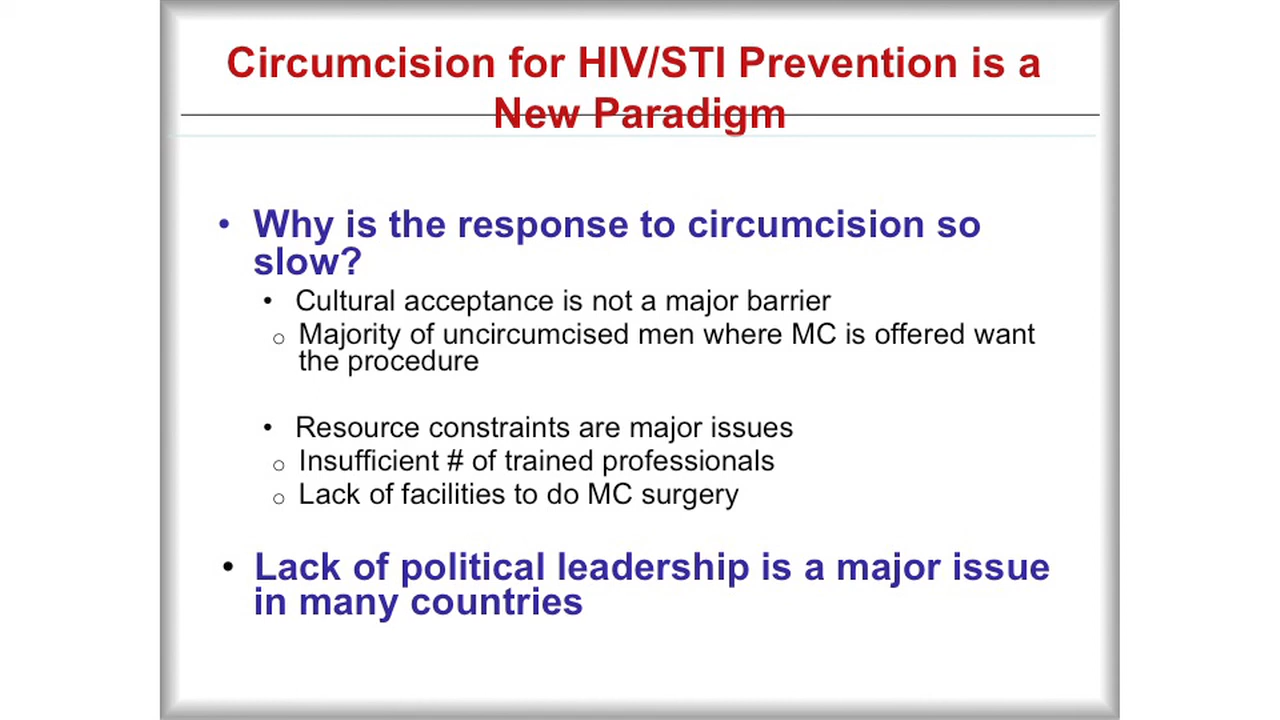 Circumcision for HIV/STI Prevention is a
New Paradigm
• Why is the response to circumcision so
slow?
• Cultural acceptance is not a major barrier
o Majority of uncircumcised men where MC is offered want
the procedure
• Resource constraints are major issues
o Insufficient # of trained professionals
o Lack of facilities to do MC surgery
• Lack of political leadership is a major issue
in many countries